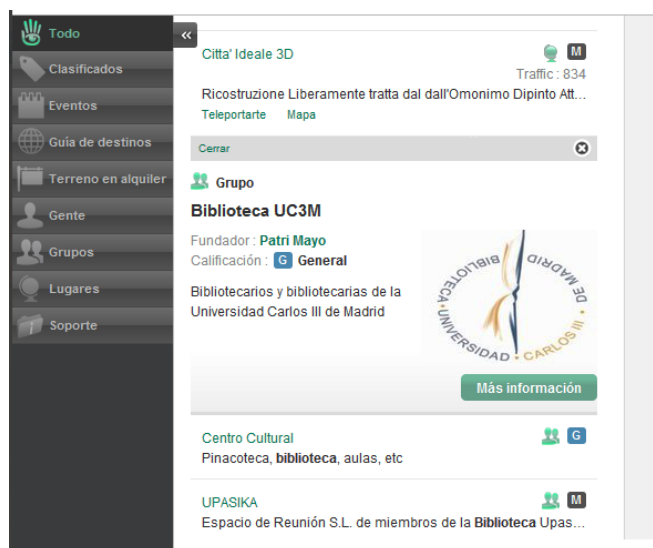 Todo
Clasificados
Eventos
Guía de destinos
Terreno en alquiler
Gente
Grupos
Lugares
Soporte
«
Citta' Ideale 3D
M
Traffic : 834
Ricostruzione Liberamente tratta dal dall'Omonimo Dipinto Att...
Teleportarte Mapa
Cerrar
Grupo
Biblioteca UC3M
Fundador : Patri Mayo
Calificación : G General
Bibliotecarios y bibliotecarias de la
Universidad Carlos III de Madrid
BIBLIOTECA · UNIVERSIDAD · CARLOS III · DE MADRID
Más información
Centro Cultural
G
Pinacoteca, biblioteca, aulas, etc
UPASIKA
M
Espacio de Reunión S.L. de miembros de la Biblioteca Upas...